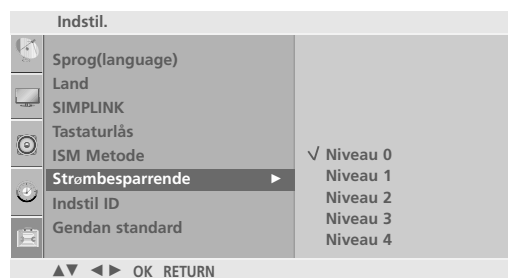 Indstil.
Sprog(language)
Land
SIMPLINK
Tastaturlås
ISM Metode
Strømbesparrende ►
Indstil ID
Gendan standard
√ Niveau 0
Niveau 1
Niveau 2
Niveau 3
Niveau 4
▲▼ ◄► OK RETURN